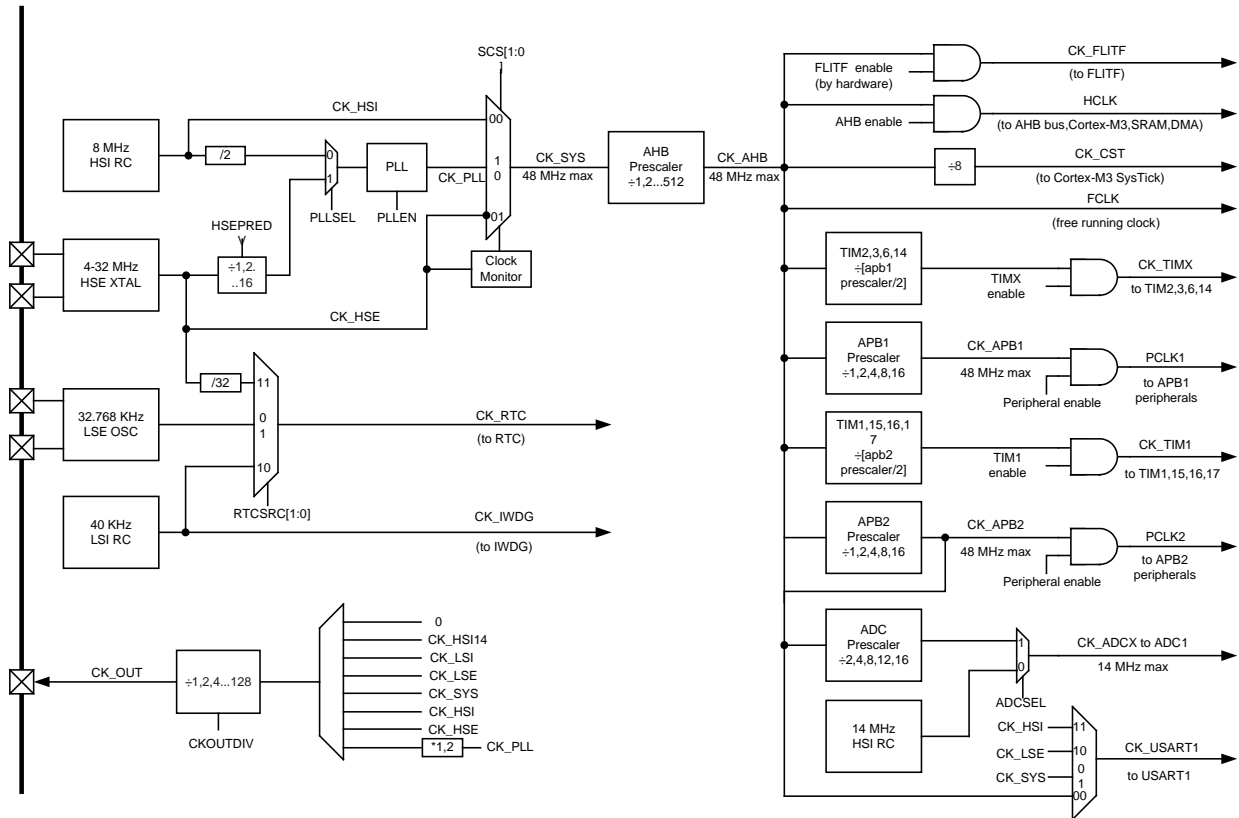 SCS[1:0
]
CK_HSI
8 MHz
HSI RC
/2
0
1
PLLSEL
PLL
PLLEN
CK_PLL
00
1
0
01
CK_SYS
48 MHz max
AHB
Prescaler
÷1,2...512
CK_AHB
48 MHz max
HSEPRED
V
4-32 MHz
HSE XTAL
÷1,2.
..16
Clock
Monitor
CK_HSE
/32
11
0
1
10
32.768 KHz
LSE OSC
CK_RTC
(to RTC)
RTCSRC[1:0]
40 KHz
LSI RC
CK_IWDG
(to IWDG)
CK_OUT
÷1,2,4...128
CKOUTDIV
0
CK_HSI14
CK_LSI
CK_LSE
CK_SYS
CK_HSI
CK_HSE
*1,2
CK_PLL
FLITF enable
(by hardware)
CK_FLITF
(to FLITF)
AHB enable
HCLK
(to AHB bus,Cortex-M3,SRAM,DMA)
÷8
CK_CST
(to Cortex-M3 SysTick)
FCLK
(free running clock)
TIM2,3,6,14
÷[apb1
prescaler/2]
TIMX
enable
CK_TIMX
to TIM2,3,6,14
APB1
Prescaler
÷1,2,4,8,16
CK_APB1
48 MHz max
Peripheral enable
PCLK1
to APB1
peripherals
TIM1,15,16,1
7
÷[apb2
prescaler/2]
TIM1
enable
CK_TIM1
to TIM1,15,16,17
APB2
Prescaler
÷1,2,4,8,16
CK_APB2
48 MHz max
Peripheral enable
PCLK2
to APB2
peripherals
ADC
Prescaler
÷2,4,8,12,16
1
0
ADCSEL
CK_ADCX to ADC1
14 MHz max
14 MHz
HSI RC
CK_HSI
11
CK_LSE
10
CK_SYS
0
1
00
CK_USART1
to USART1